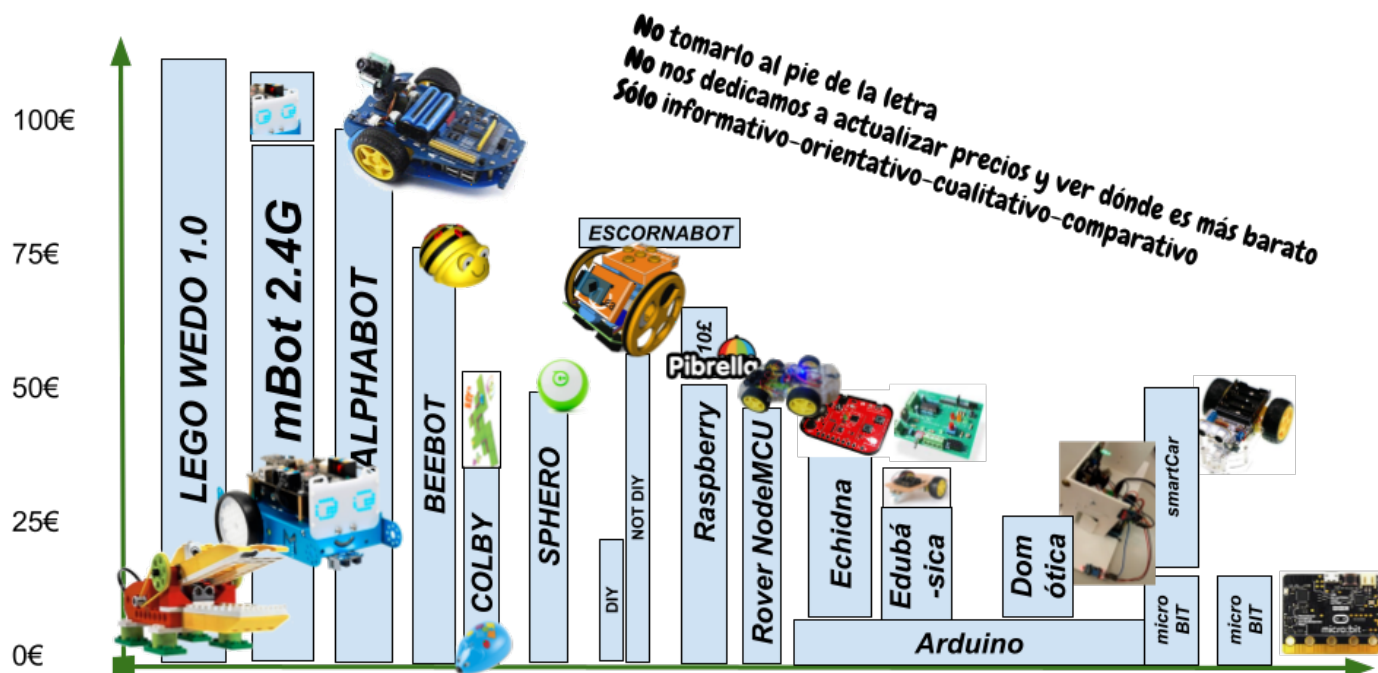 No tomarlo al pie de la letra
No nos dedicamos a actualizar precios y ver dónde es más barato
Sólo informativo-orientativo-cualitativo-comparativo
100€
75€
50€
25€
0€
LEGO WEDO 1.0
mBot 2.4G
ALPHABOT
BEEBOT
COLBY
SPHERO
ESCORNABOT
DIY
NOT DIY
10£
Pibrella
Raspberry
Rover NodeMCU
Echidna
Edubá
-sica
Dom
ótica
Arduino
smartCar
micro
BIT
micro
BIT
micro:bit